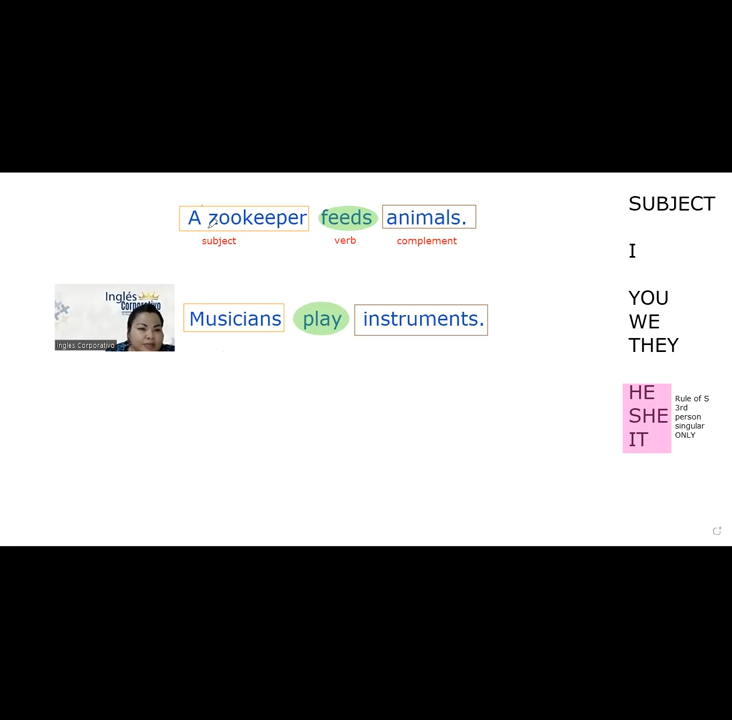 A zookeeper feeds animals.
subject verb complement
Inglés
Corporativo
Ingles Corporativo
Musicians play instruments.
SUBJECT
I
YOU
WE
THEY
HE
SHE
IT
Rule of S
3rd
person
singular
ONLY